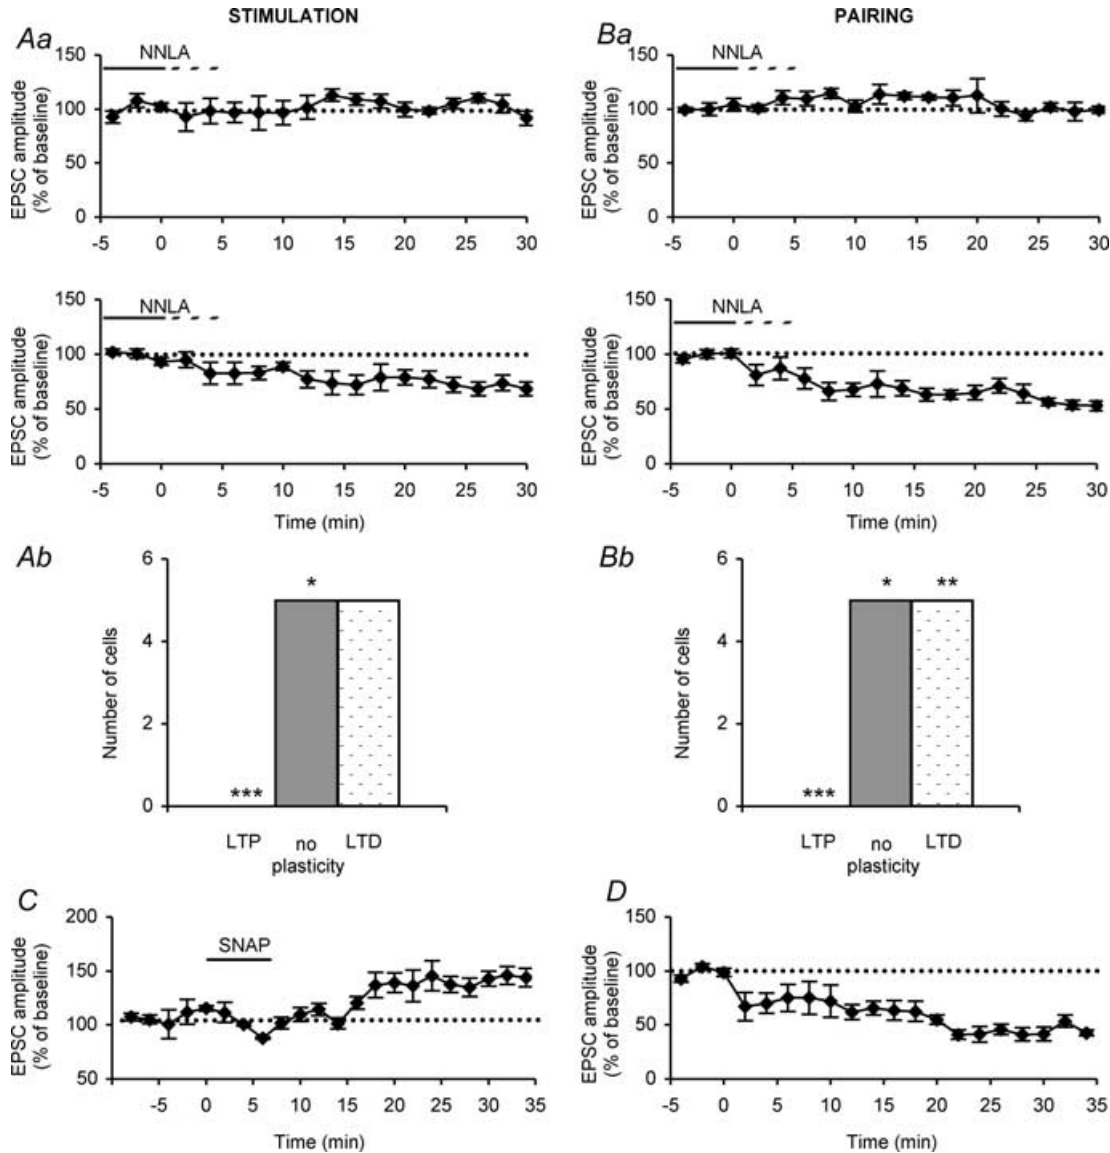 STIMULATION
PAIRING
Aa
150
100
50
0
EPSC amplitude
(% of baseline)
NNLA
-5 0 5 10 15 20 25 30
Ba
150
100
50
0
EPSC amplitude
(% of baseline)
NNLA
-5 0 5 10 15 20 25 30
150
100
50
0
EPSC amplitude
(% of baseline)
NNLA
-5 0 5 10 15 20 25 30
Time (min)
150
100
50
0
EPSC amplitude
(% of baseline)
NNLA
-5 0 5 10 15 20 25 30
Time (min)
Ab
6
4
2
0
Number of cells
*
***
LTP no LTD
plasticity
Bb
6
4
2
0
Number of cells
* **
***
LTP no LTD
plasticity
C
200
150
100
50
EPSC amplitude
(% of baseline)
SNAP
-5 0 5 10 15 20 25 30 35
Time (min)
D
150
100
50
0
EPSC amplitude
(% of baseline)
-5 0 5 10 15 20 25 30 35
Time (min)